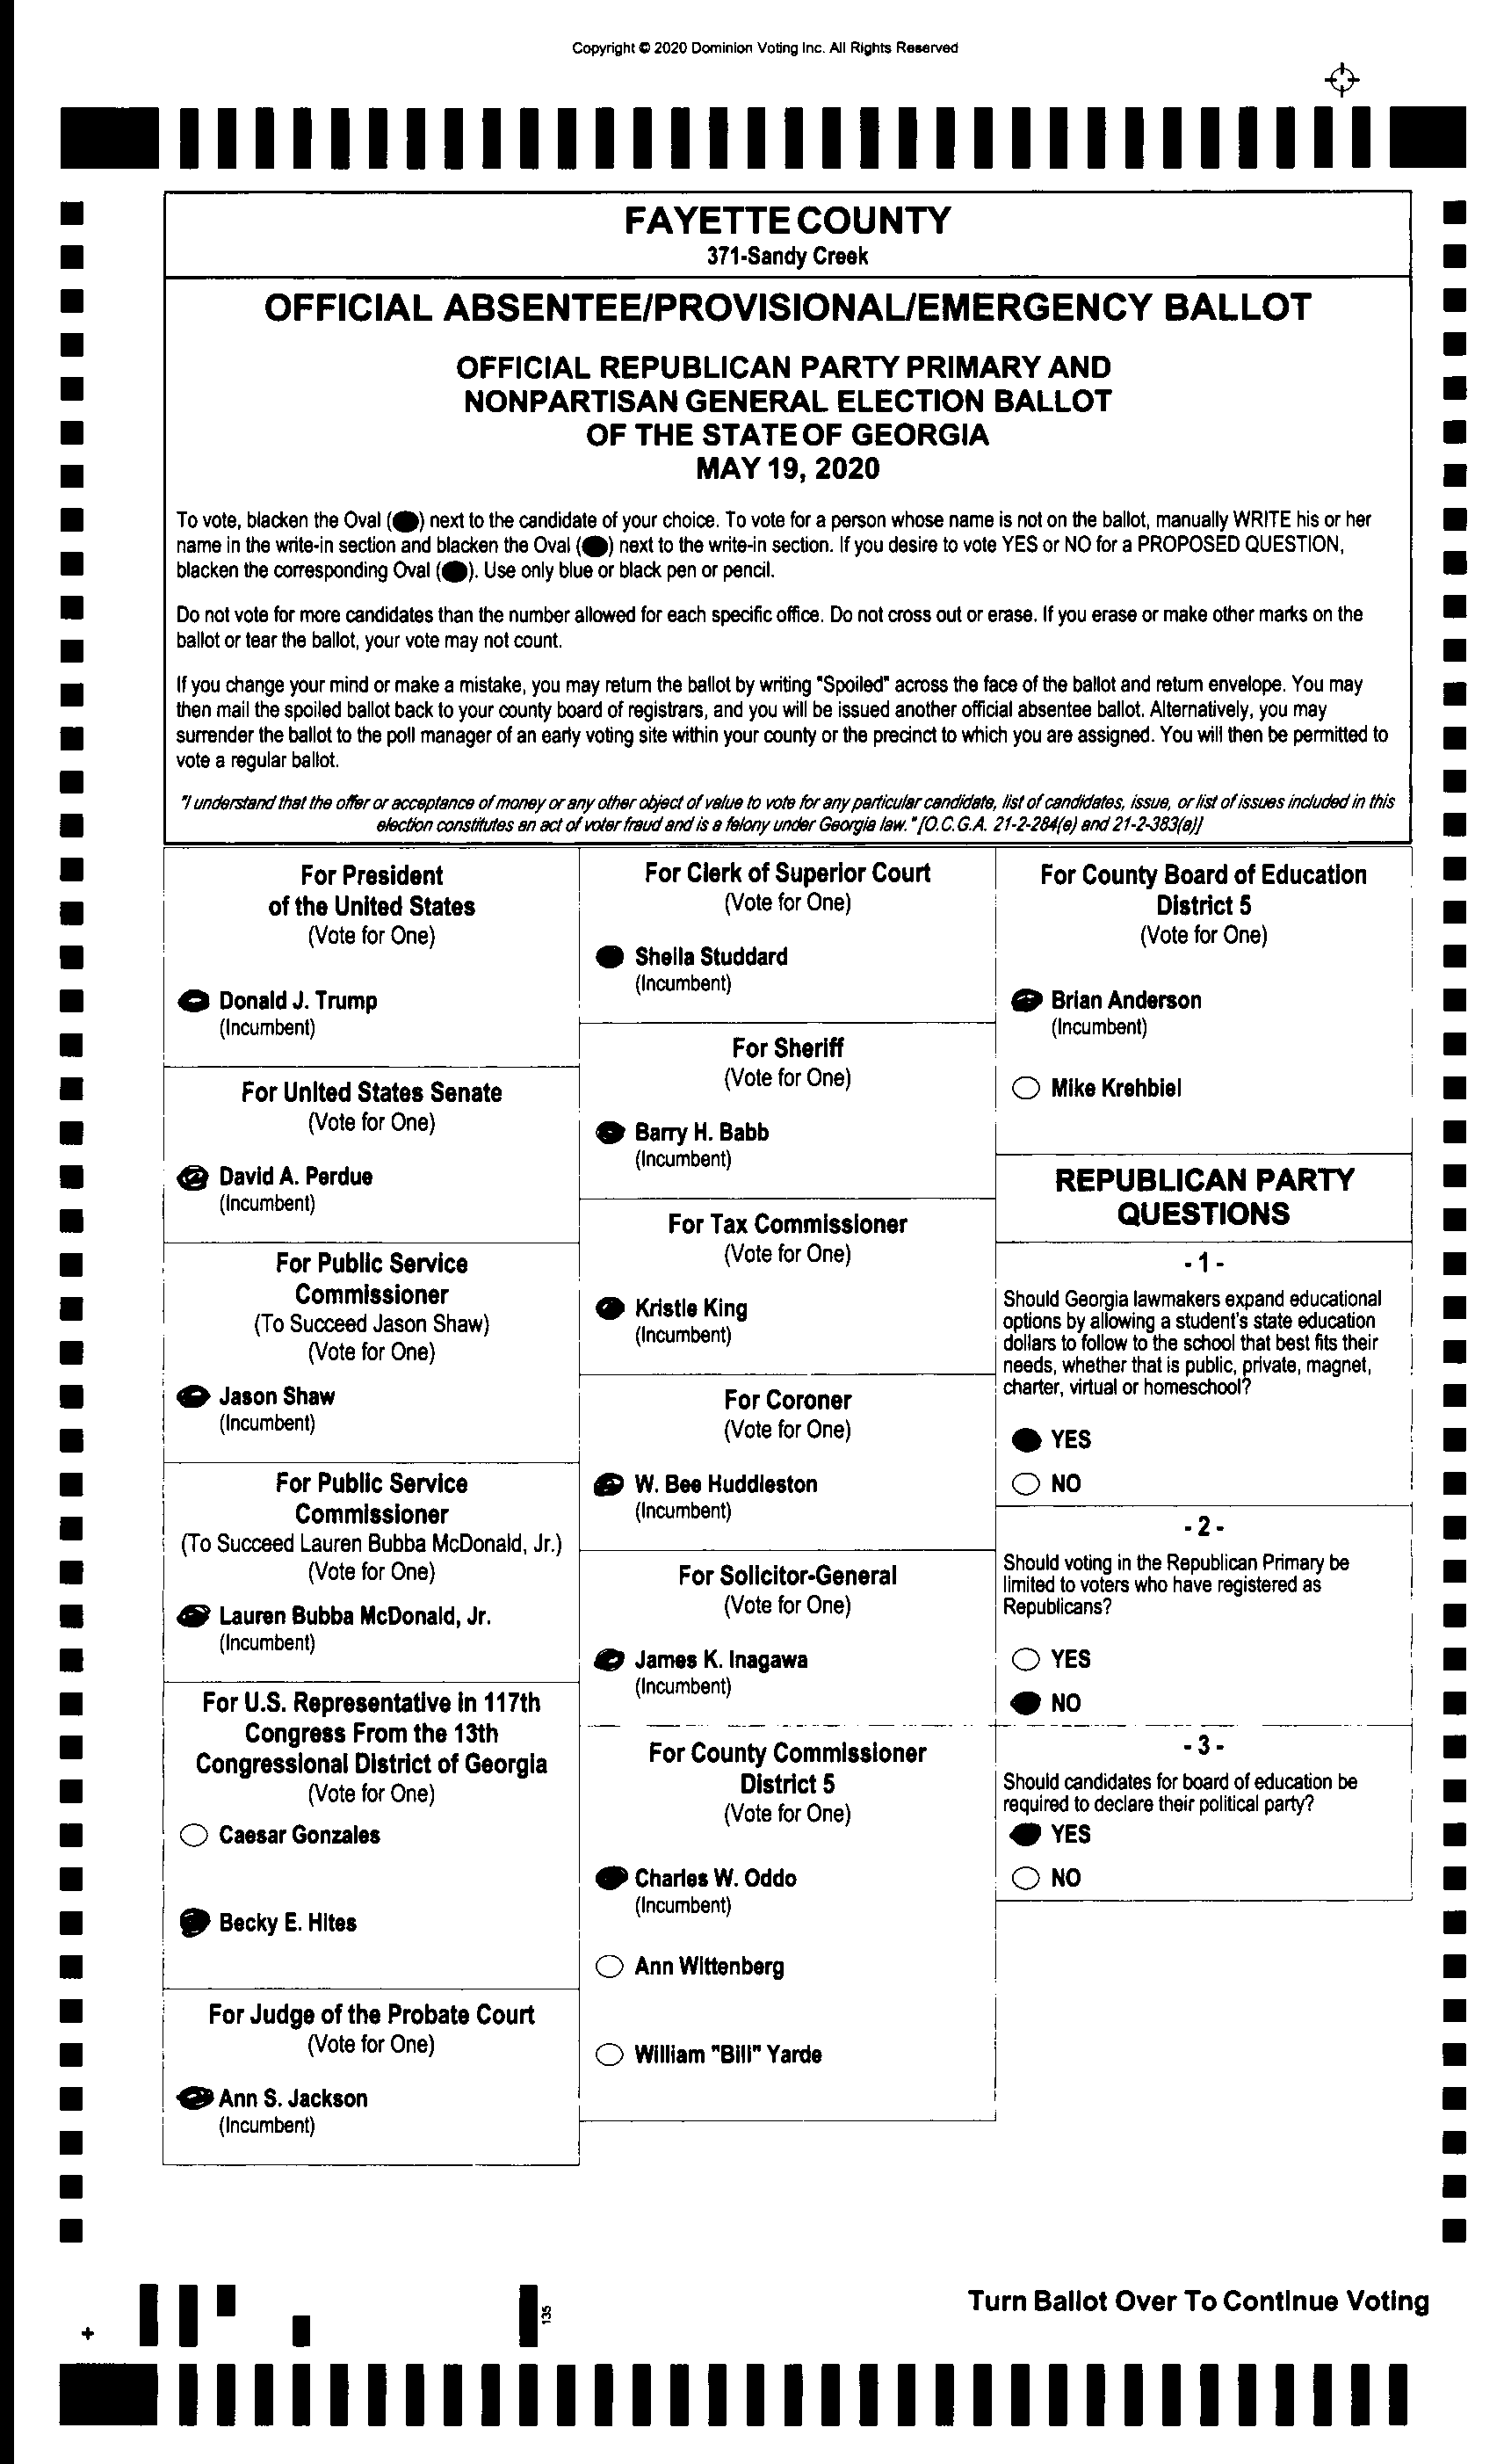 Copyright © 2020 Dominion Voting Inc. All Rights Reserved
FAYETTE COUNTY
371-Sandy Creek
OFFICIAL ABSENTEE/PROVISIONAL/EMERGENCY BALLOT
OFFICIAL REPUBLICAN PARTY PRIMARY AND
NONPARTISAN GENERAL ELECTION BALLOT
OF THE STATE OF GEORGIA
MAY 19, 2020
To vote, blacken the Oval ( ) next to the candidate of your choice. To vote for a person whose name is not on the ballot, manually WRITE his or her
name in the write-in section and blacken the Oval ( ) next to the write-in section. If you desire to vote YES or NO for a PROPOSED QUESTION,
blacken the corresponding Oval ( ). Use only blue or black pen or pencil.
Do not vote for more candidates than the number allowed for each specific office. Do not cross out or erase. If you erase or make other marks on the
ballot or tear the ballot, your vote may not count.
If you change your mind or make a mistake, you may return the ballot by writing "Spoiled" across the face of the ballot and return envelope. You may
then mail the spoiled ballot back to your county board of registrars, and you will be issued another official absentee ballot. Alternatively, you may
surrender the ballot to the poll manager of an early voting site within your county or the precinct to which you are assigned. You will then be permitted to
vote a regular ballot.
"I understand that the offer or acceptance of money or any other object of value to vote for any particular candidate, list of candidates, issue, or list of issues included in this
election constitutes an act of voter fraud and is a felony under Georgia law." [O.C.G.A. 21-2-284(e) and 21-2-383(a)]
For President
of the United States
(Vote for One)
Donald J. Trump
(Incumbent)
For United States Senate
(Vote for One)
David A. Perdue
(Incumbent)
For Public Service
Commissioner
(To Succeed Jason Shaw)
(Vote for One)
Jason Shaw
(Incumbent)
For Public Service
Commissioner
(To Succeed Lauren Bubba McDonald, Jr.)
(Vote for One)
Lauren Bubba McDonald, Jr.
(Incumbent)
For U.S. Representative in 117th
Congress From the 13th
Congressional District of Georgia
(Vote for One)
Caesar Gonzales
Becky E. Hites
For Judge of the Probate Court
(Vote for One)
Ann S. Jackson
(Incumbent)
For Clerk of Superior Court
(Vote for One)
Sheila Studdard
(Incumbent)
For Sheriff
(Vote for One)
Barry H. Babb
(Incumbent)
For Tax Commissioner
(Vote for One)
Kristie King
(Incumbent)
For Coroner
(Vote for One)
W. Bee Huddleston
(Incumbent)
For Solicitor-General
(Vote for One)
James K. Inagawa
(Incumbent)
For County Commissioner
District 5
(Vote for One)
Charles W. Oddo
(Incumbent)
Ann Wittenberg
William "Bill" Yarde
For County Board of Education
District 5
(Vote for One)
Brian Anderson
(Incumbent)
Mike Krehbiel
REPUBLICAN PARTY
QUESTIONS
- 1 -
Should Georgia lawmakers expand educational
options by allowing a student's state education
dollars to follow to the school that best fits their
needs, whether that is public, private, magnet,
charter, virtual or homeschool?
YES
NO
- 2 -
Should voting in the Republican Primary be
limited to voters who have registered as
Republicans?
YES
NO
- 3 -
Should candidates for board of education be
required to declare their political party?
YES
NO
135
Turn Ballot Over To Continue Voting